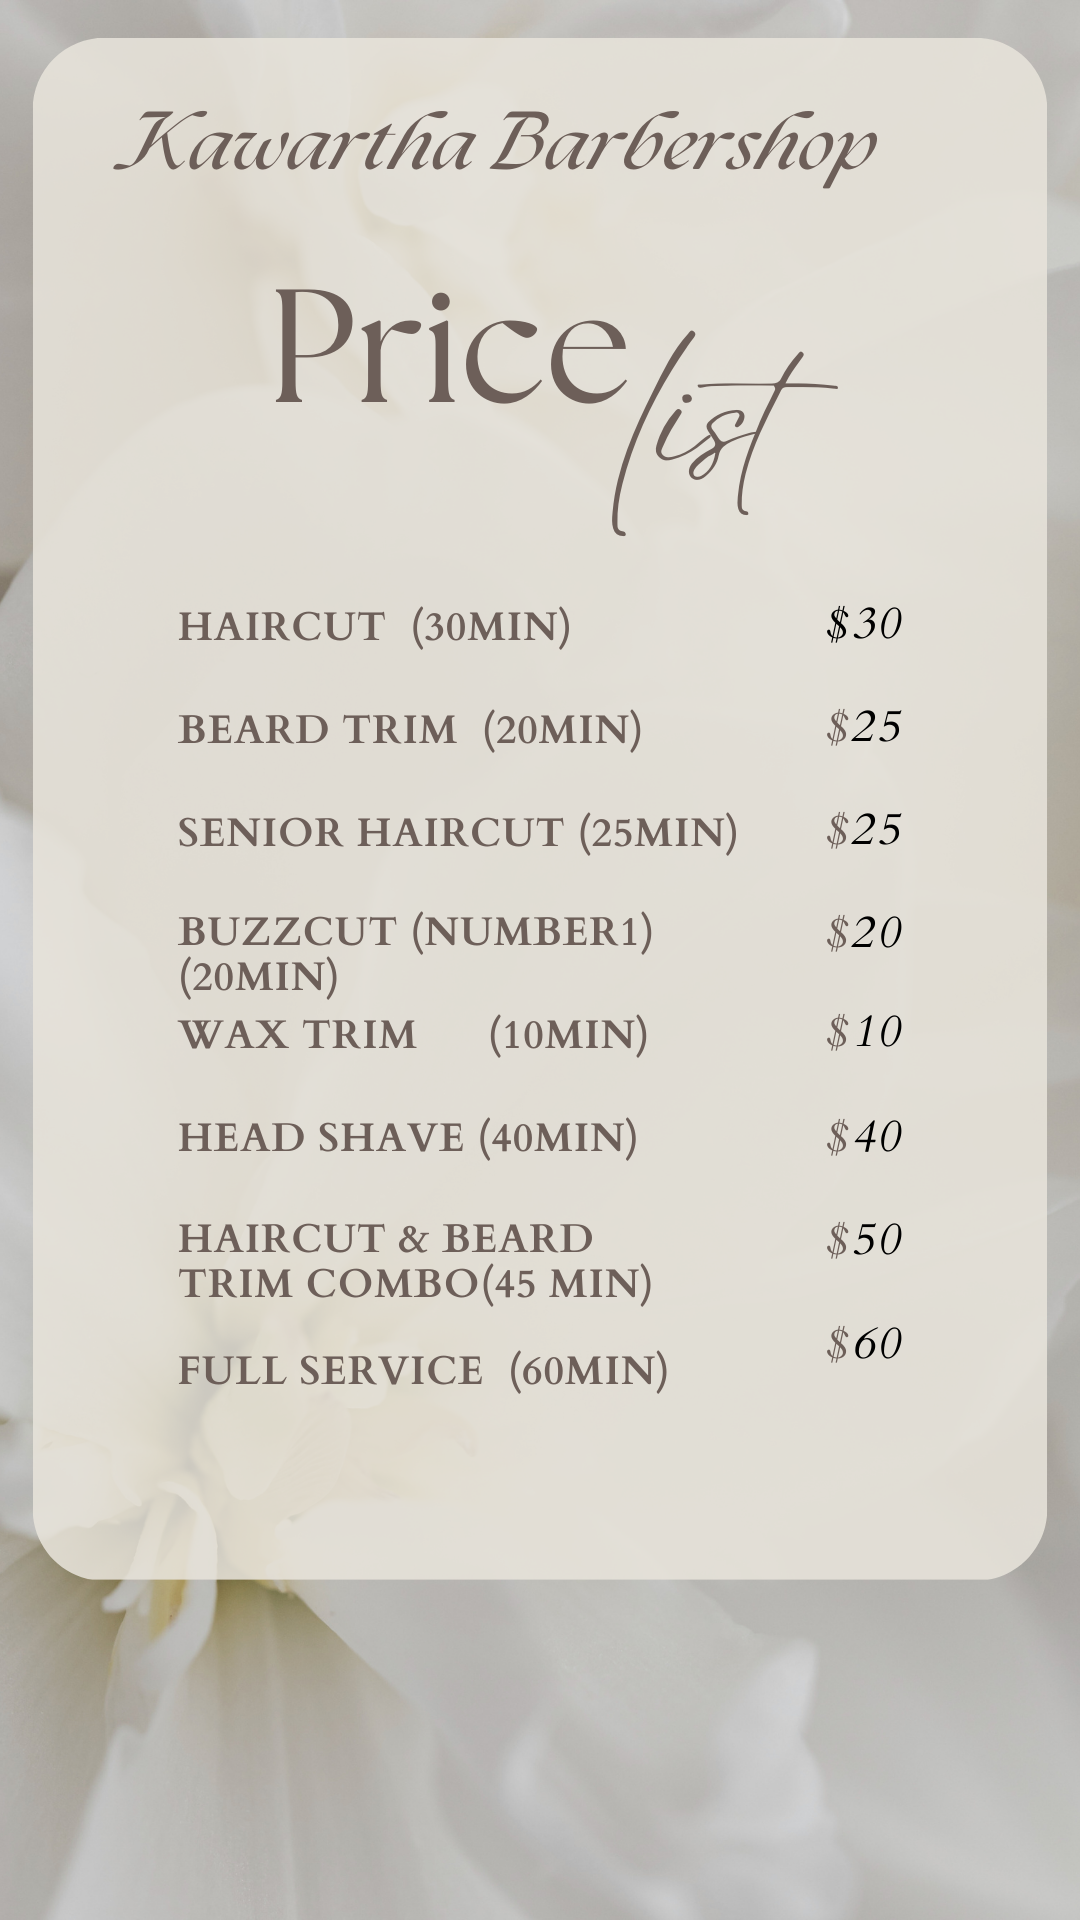 Kawartha Barbershop
Price list
HAIRCUT (30MIN) $30
BEARD TRIM (20MIN) $25
SENIOR HAIRCUT (25MIN) $25
BUZZCUT (NUMBER1) $20
(20MIN)
WAX TRIM (10MIN) $10
HEAD SHAVE (40MIN) $40
HAIRCUT & BEARD $50
TRIM COMBO(45 MIN)
FULL SERVICE (60MIN) $60